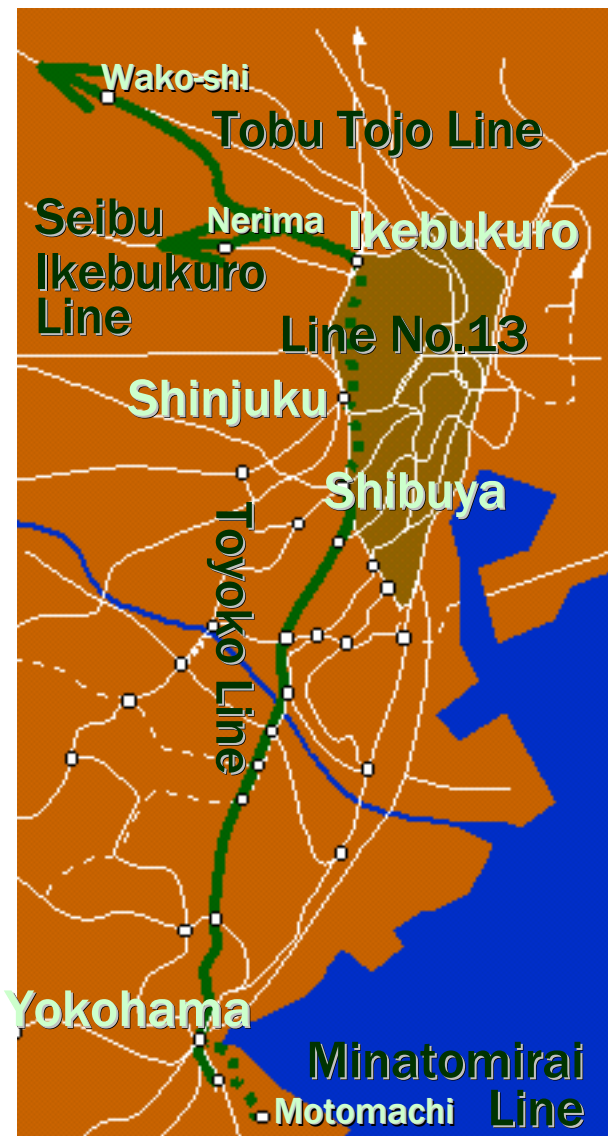 Wako-shi
Tobu Tojo Line
Seibu
Ikebukuro
Line
Nerima
Ikebukuro
Line No.13
Shinjuku
Shibuya
Toyoko Line
Yokohama
Minatomirai
Line
Motomachi